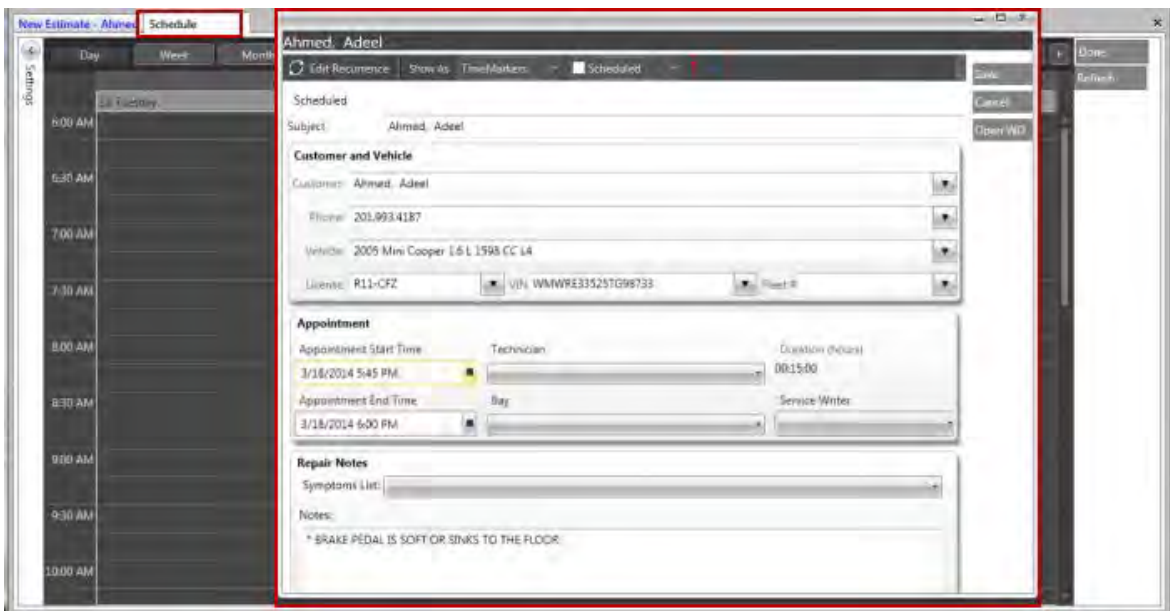 New Estimate - Ahmed
Schedule
Settings
Day
Week
Month
Done
Refresh
18 Tuesday
6:00 AM
6:30 AM
7:00 AM
7:30 AM
8:00 AM
8:30 AM
9:00 AM
9:30 AM
10:00 AM
Ahmed, Adeel
Edit Recurrence Show As TimeMarkers Scheduled
Save
Cancel
Open WO
Scheduled
Subject Ahmed, Adeel
Customer and Vehicle
Customer: Ahmed, Adeel
Phone: 201.993.4187
Vehicle: 2005 Mini Cooper 1.6 L 1598 CC L4
License: R11-CFZ VIN: WMWRE33525TG98733 Fleet #:
Appointment
Appointment Start Time Technician Duration (hours)
3/18/2014 5:45 PM 00:15:00
Appointment End Time Bay Service Writer
3/18/2014 6:00 PM
Repair Notes
Symptoms List:
Notes:
* BRAKE PEDAL IS SOFT OR SINKS TO THE FLOOR